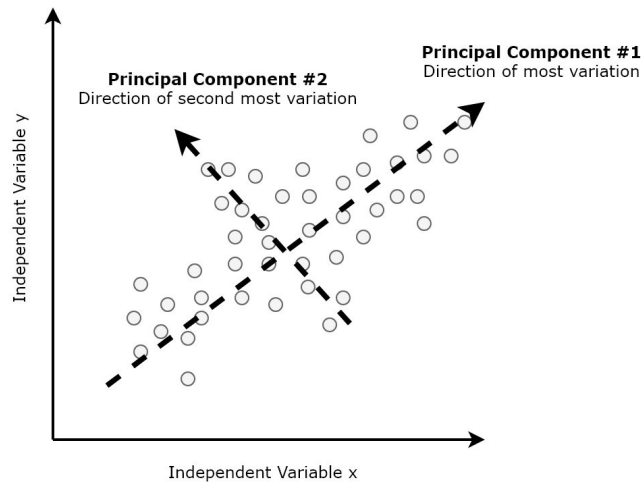 Principal Component #1
Direction of most variation
Principal Component #2
Direction of second most variation
Independent Variable y
Independent Variable x